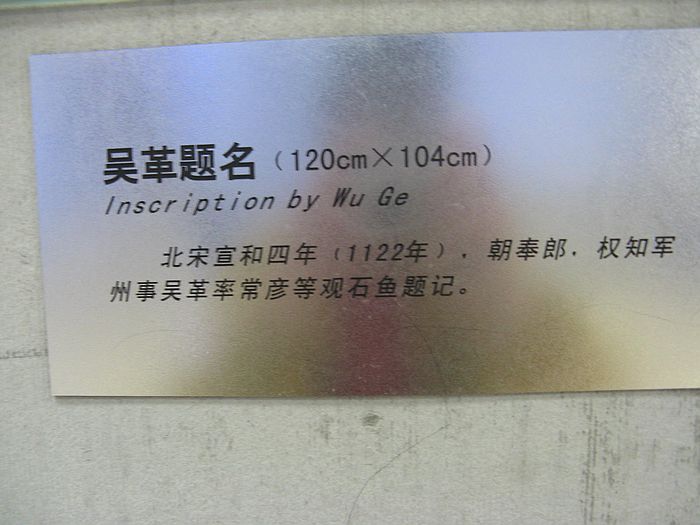 吴革题名（120cm×104cm）
Inscription by Wu Ge
北宋宣和四年（1122年），朝奉郎，权知军
州事吴革率常彦等观石鱼题记。